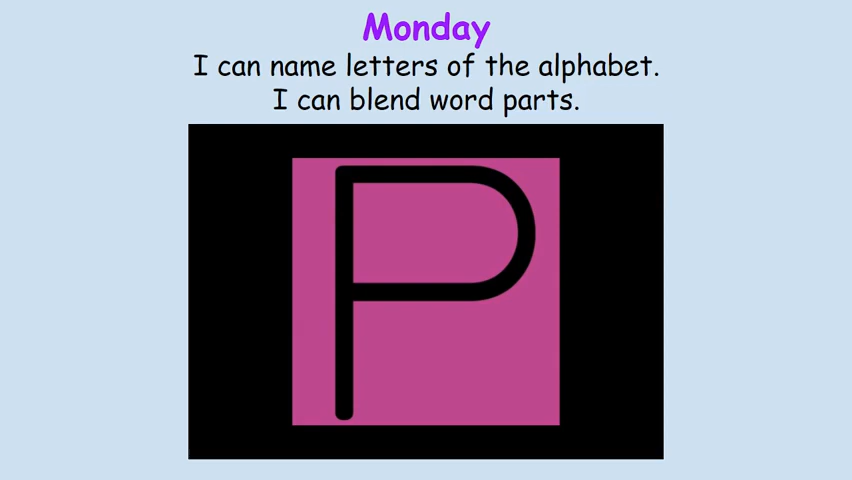 Monday
I can name letters of the alphabet.
I can blend word parts.
P